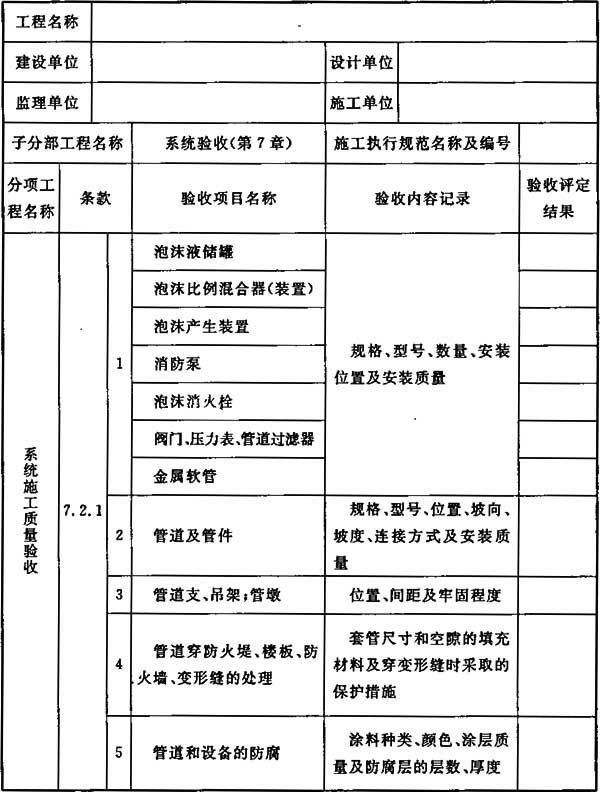 工程名称
建设单位 设计单位
监理单位 施工单位
子分部工程名称 系统验收(第7章) 施工执行规范名称及编号
分项工
程名称
条款
验收项目名称
验收内容记录
验收评定
结果
系统施工质量验收
7.2.1
1
泡沫液储罐
泡沫比例混合器(装置)
泡沫产生装置
消防泵
泡沫消火栓
阀门、压力表、管道过滤器
金属软管
规格、型号、数量、安装
位置及安装质量
2
管道及管件
规格、型号、位置、坡向、
坡度、连接方式及安装质
量
3
管道支、吊架;管墩
位置、间距及牢固程度
4
管道穿防火堤、楼板、防
火墙、变形缝的处理
套管尺寸和空隙的填充
材料及穿变形缝时采取的
保护措施
5
管道和设备的防腐
涂料种类、颜色、涂层质
量及防腐层的层数、厚度